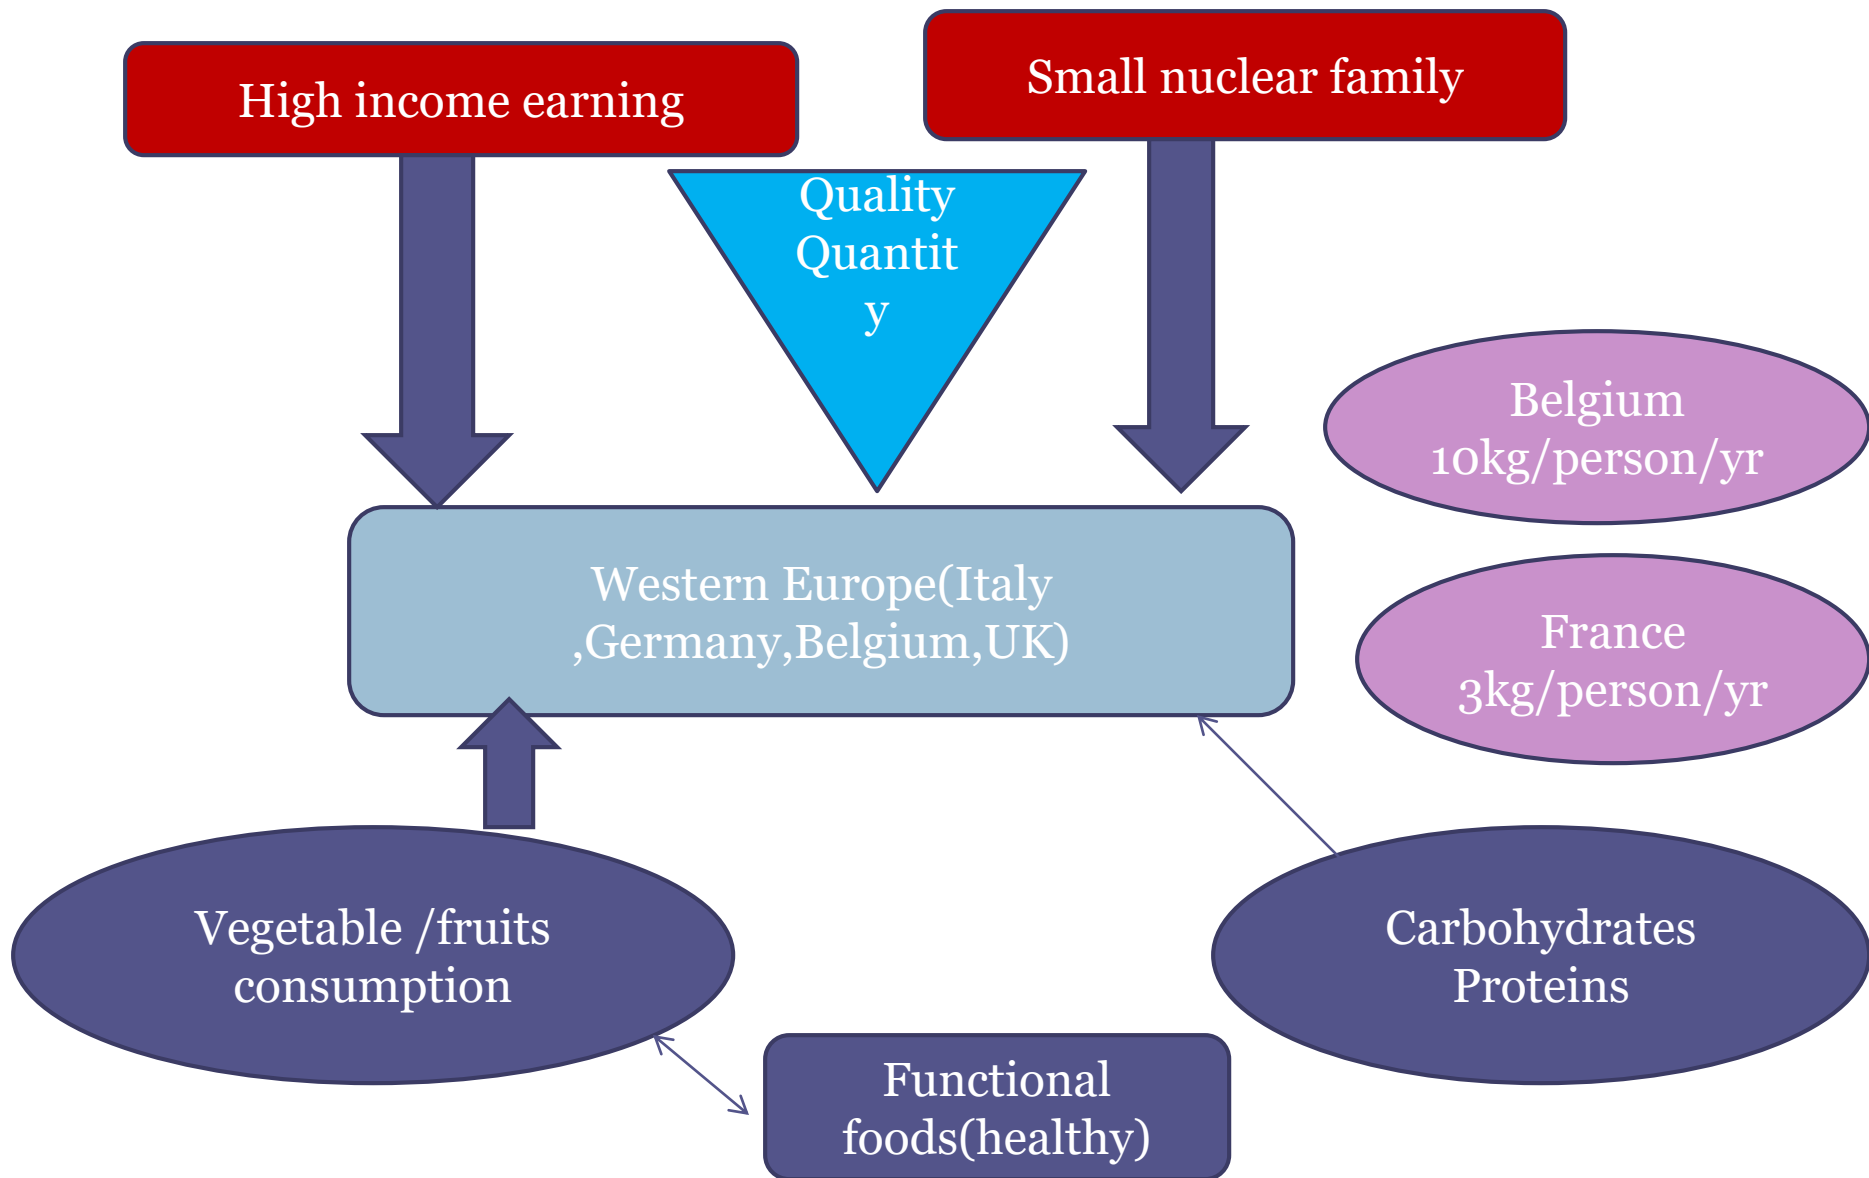 High income earning
Small nuclear family
Quality
Quantit
y
Belgium
10kg/person/yr
Western Europe(Italy
,Germany,Belgium,UK)
France
3kg/person/yr
Vegetable /fruits
consumption
Carbohydrates
Proteins
Functional
foods(healthy)